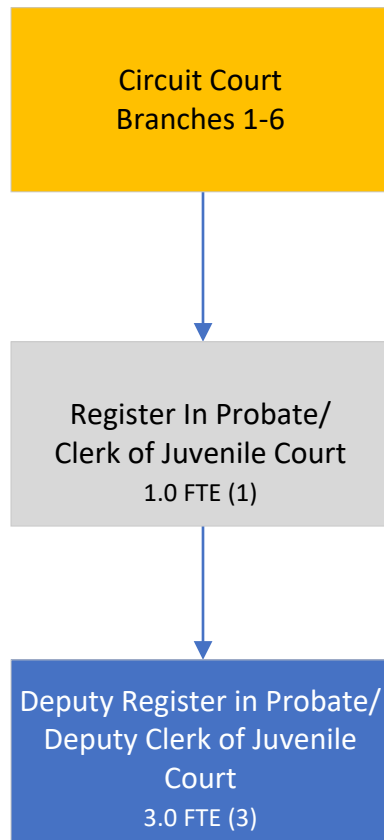 Circuit Court
Branches 1-6
Register In Probate/
Clerk of Juvenile Court
1.0 FTE (1)
Deputy Register in Probate/
Deputy Clerk of Juvenile
Court
3.0 FTE (3)